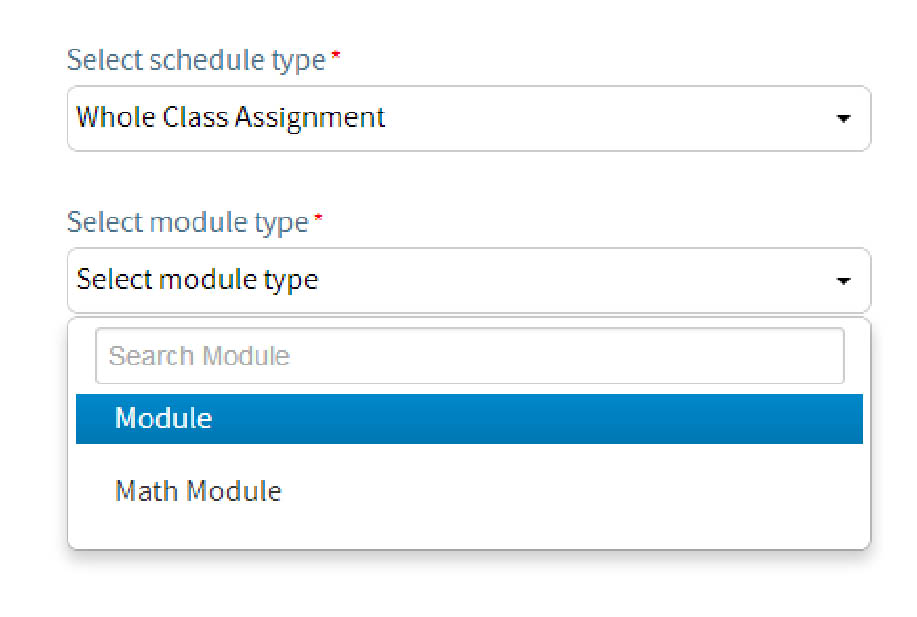 Select schedule type *
Whole Class Assignment
Select module type *
Select module type
Search Module
Module
Math Module